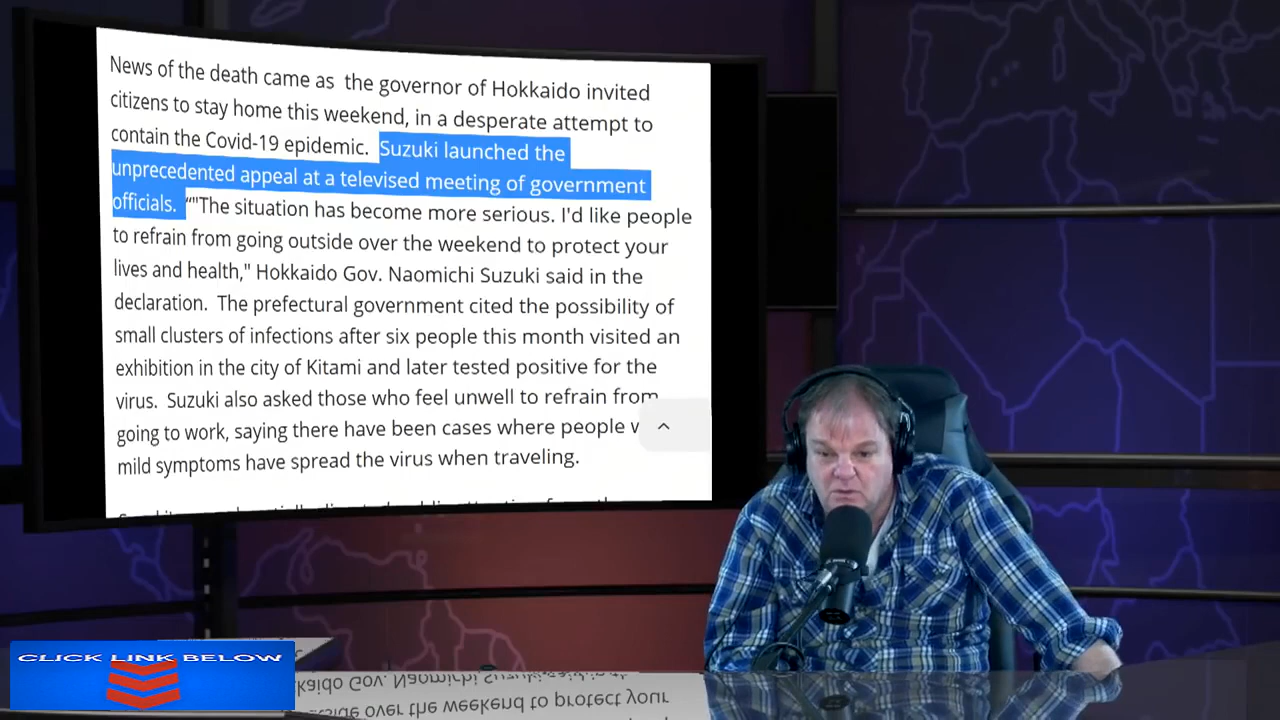 News of the death came as the governor of Hokkaido invited
citizens to stay home this weekend, in a desperate attempt to
contain the Covid-19 epidemic. Suzuki launched the
unprecedented appeal at a televised meeting of government
officials. “"The situation has become more serious. I'd like people
to refrain from going outside over the weekend to protect your
lives and health," Hokkaido Gov. Naomichi Suzuki said in the
declaration. The prefectural government cited the possibility of
small clusters of infections after six people this month visited an
exhibition in the city of Kitami and later tested positive for the
virus. Suzuki also asked those who feel unwell to refrain from
going to work, saying there have been cases where people w
mild symptoms have spread the virus when traveling.
CLICK LINK BELOW